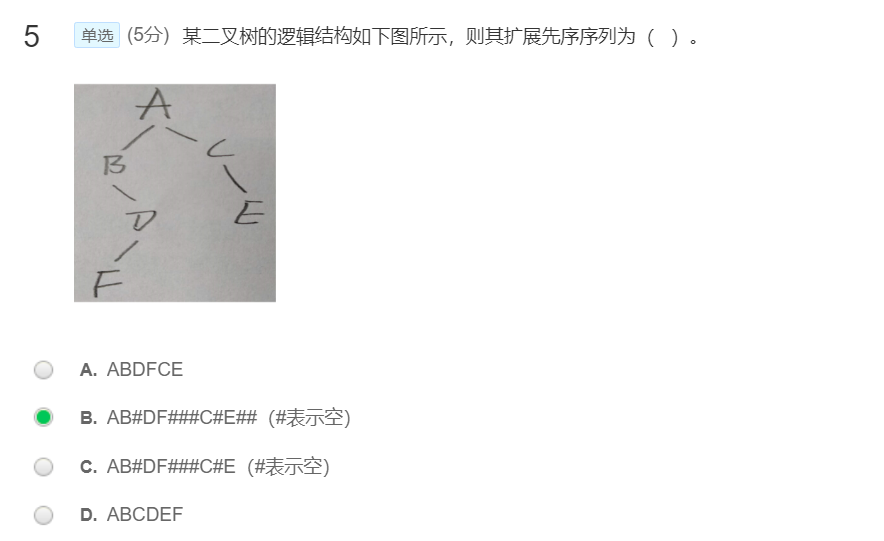 5 单选 (5分) 某二叉树的逻辑结构如下图所示，则其扩展先序序列为（ ）。
A
B C
D E
F
A. ABDFCE
B. AB#DF###C#E## (#表示空)
C. AB#DF###C#E (#表示空)
D. ABCDEF